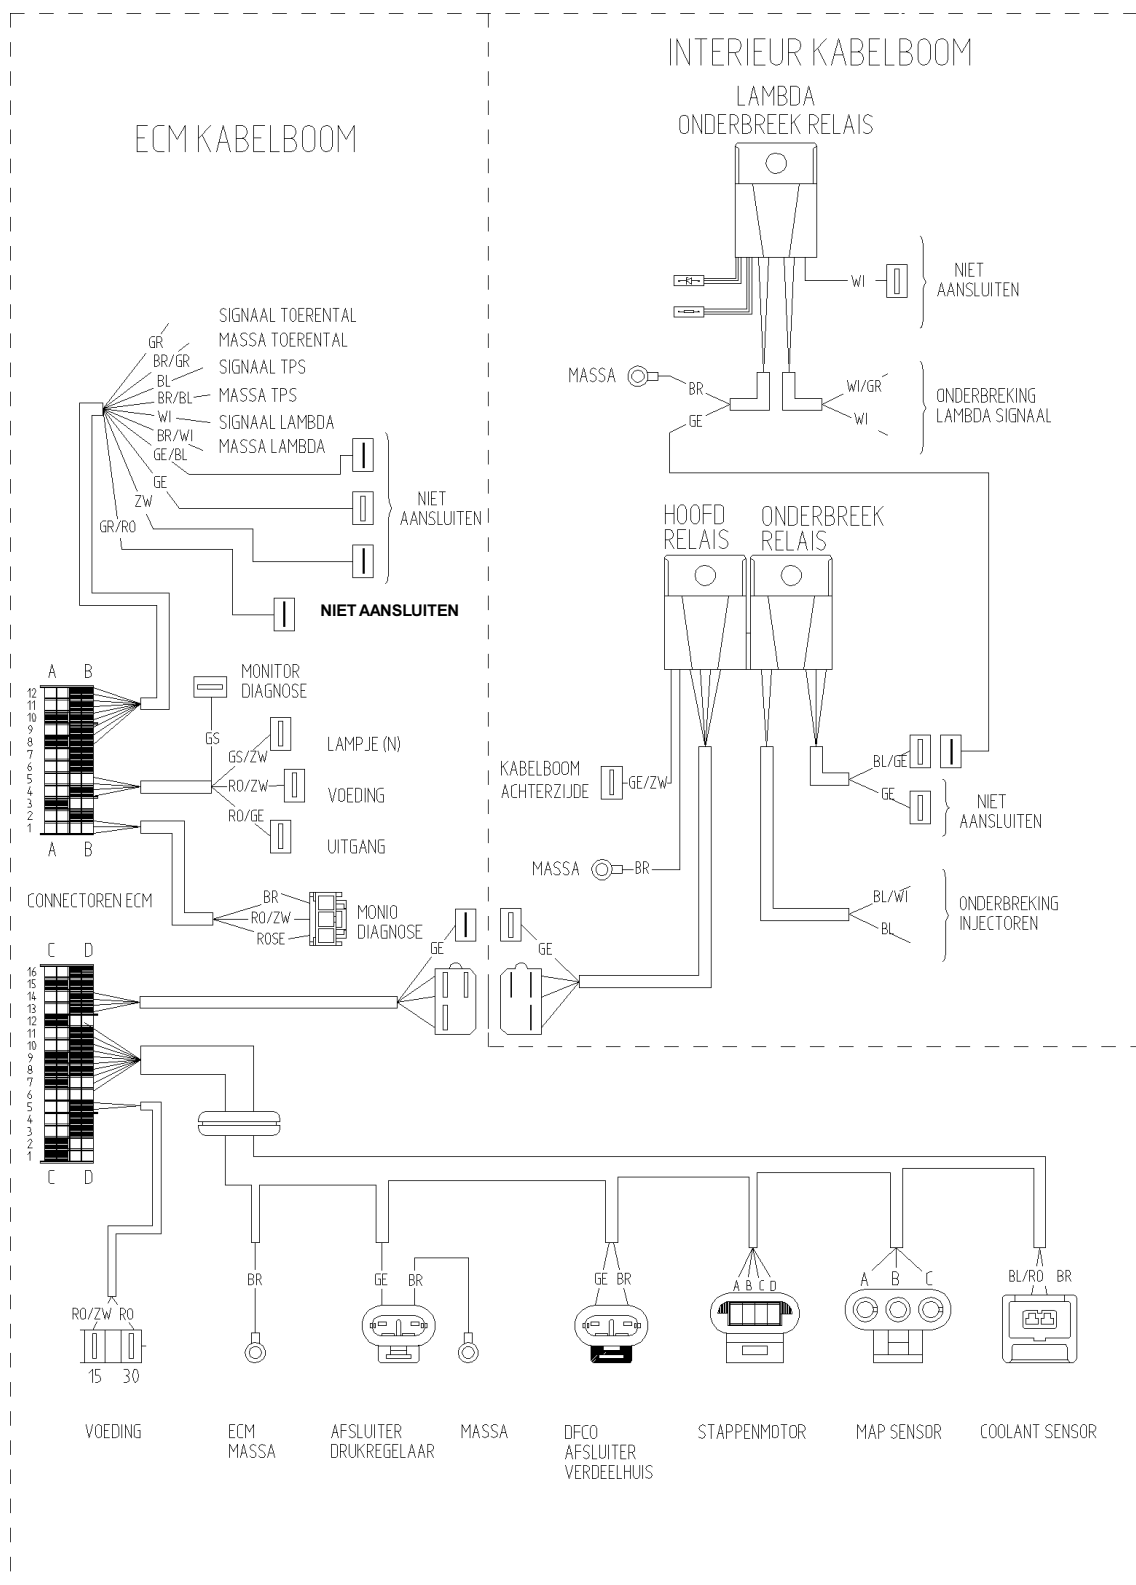 INTERIEUR KABELBOOM
LAMBDA
ONDERBREEK RELAIS
ECM KABELBOOM
WI
NIET
AANSLUITEN
SIGNAAL TOERENTAL
GR
MASSA TOERENTAL
BR/GR
SIGNAAL TPS
BL
MASSA TPS
BR/BL
SIGNAAL LAMBDA
WI
MASSA LAMBDA
BR/WI
GE/BL
GE
ZW
GR/RO
NIET
AANSLUITEN
NIET AANSLUITEN
MASSA
BR
GE
WI/GR
WI
ONDERBREKING
LAMBDA SIGNAAL
HOOFD
RELAIS
ONDERBREEK
RELAIS
A B
12
11
10
9
8
7
6
5
4
3
2
1
A B
MONITOR
DIAGNOSE
GS
GS/ZW
LAMPJE (N)
RO/ZW
VOEDING
RO/GE
UITGANG
KABELBOOM
ACHTERZIJDE
GE/ZW
BL/GE
GE
NIET
AANSLUITEN
MASSA
BR
BL/WI
BL
ONDERBREKING
INJECTOREN
CONNECTOREN ECM
BR
RO/ZW
ROSE
MONIO
DIAGNOSE
GE
GE
C D
16
15
14
13
12
11
10
9
8
7
6
5
4
3
2
1
C D
RO/ZW RO
15 30
BR
GE BR
GE BR
A B C D
A B C
BL/RO BR
VOEDING
ECM
MASSA
AFSLUITER
DRUKREGELAAR
MASSA
DFCO
AFSLUITER
VERDEELHUIS
STAPPENMOTOR
MAP SENSOR
COOLANT SENSOR